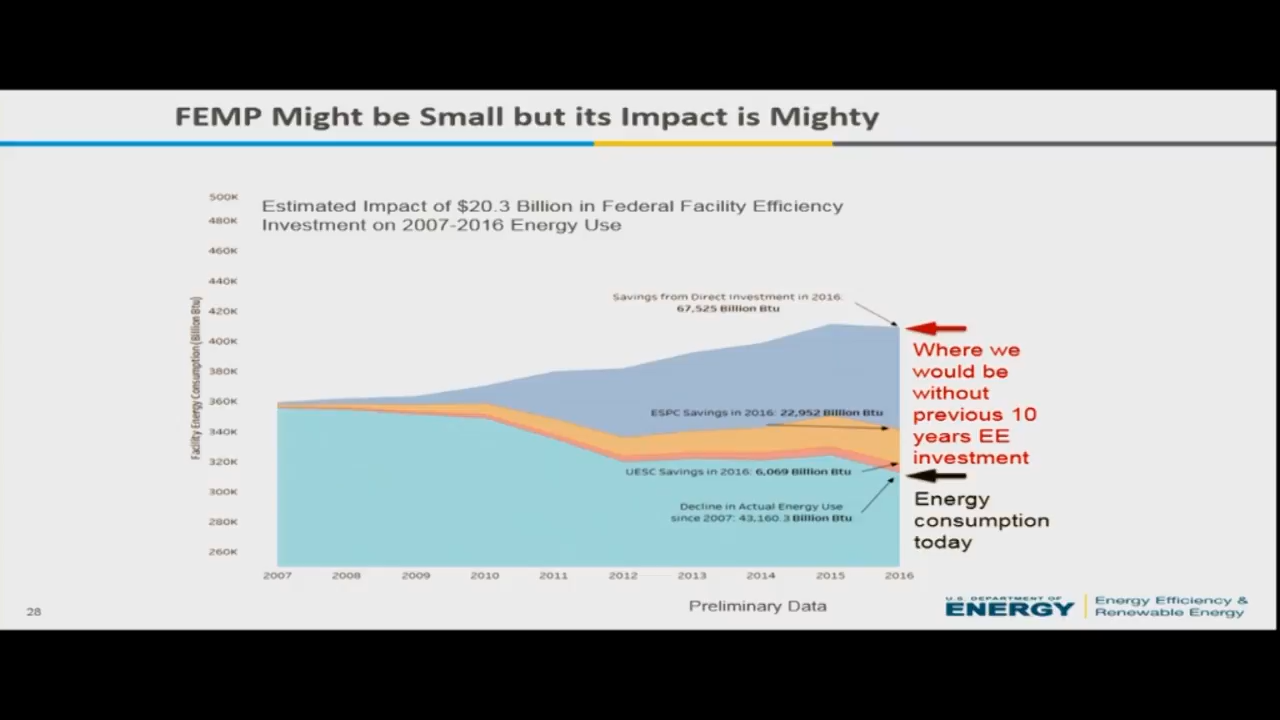 FEMP Might be Small but its Impact is Mighty
Estimated Impact of $20.3 Billion in Federal Facility Efficiency
Investment on 2007-2016 Energy Use
500K
480K
460K
440K
420K
400K
380K
360K
340K
320K
300K
280K
260K
Facility Energy Consumption (Billion Btu)
Savings from Direct Investment in 2016:
67,525 Billion Btu
ESPC Savings in 2016: 22,952 Billion Btu
UESC Savings in 2016: 6,069 Billion Btu
Decline in Actual Energy Use
since 2007: 43,160.3 Billion Btu
Where we
would be
without
previous 10
years EE
investment
Energy
consumption
today
2007 2008 2009 2010 2011 2012 2013 2014 2015 2016
Preliminary Data
28
U.S. DEPARTMENT OF
ENERGY
Energy Efficiency &
Renewable Energy